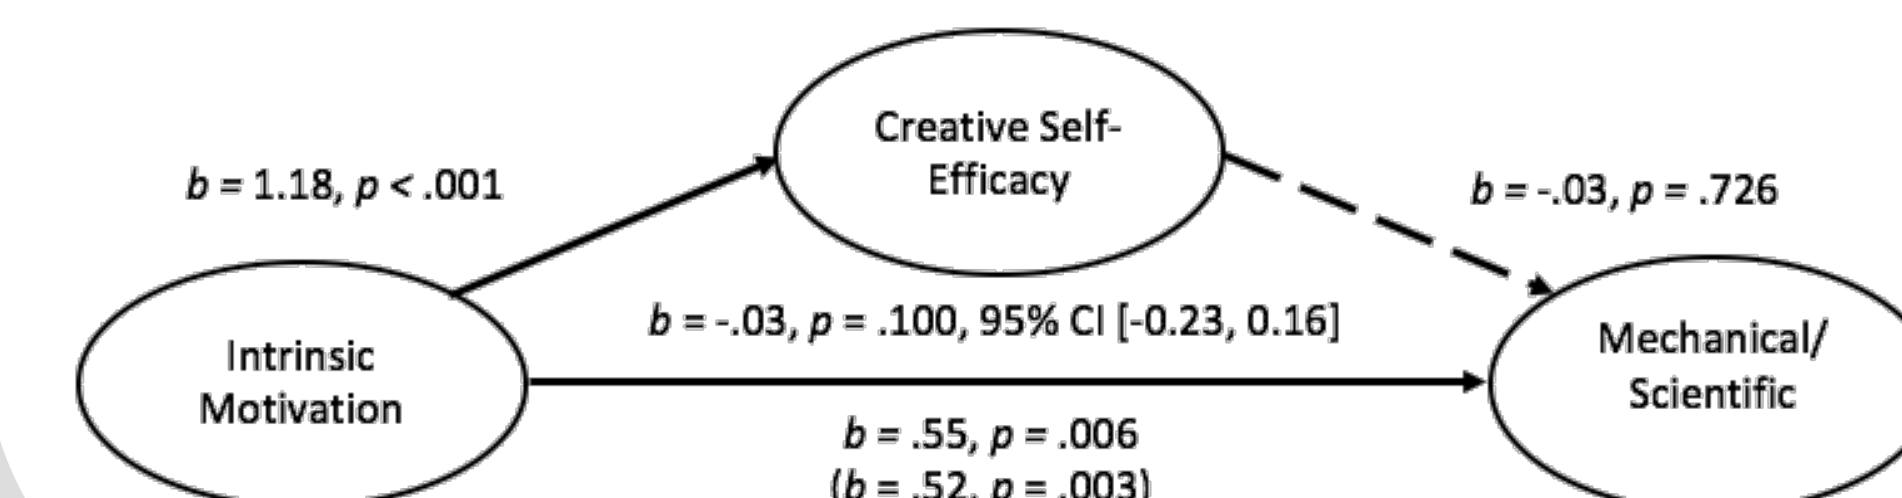 Creative Self-
Efficacy
b = 1.18, p < .001
b = -.03, p = .726
b = -.03, p = .100, 95% CI [-0.23, 0.16]
Intrinsic
Motivation
Mechanical/
Scientific
b = .55, p = .006
(b = .52, p = .003)